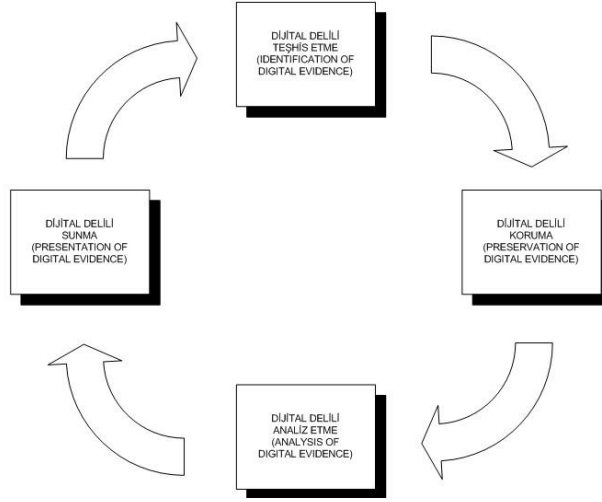 DİJİTAL DELİLİ
TEŞHİS ETME
(IDENTIFICATION OF
DIGITAL EVIDENCE)
DİJİTAL DELİLİ
SUNMA
(PRESENTATION OF
DIGITAL EVIDENCE)
DİJİTAL DELİLİ
KORUMA
(PRESERVATION OF
DIGITAL EVIDENCE)
DİJİTAL DELİLİ
ANALİZ ETME
(ANALYSIS OF
DIGITAL EVIDENCE)